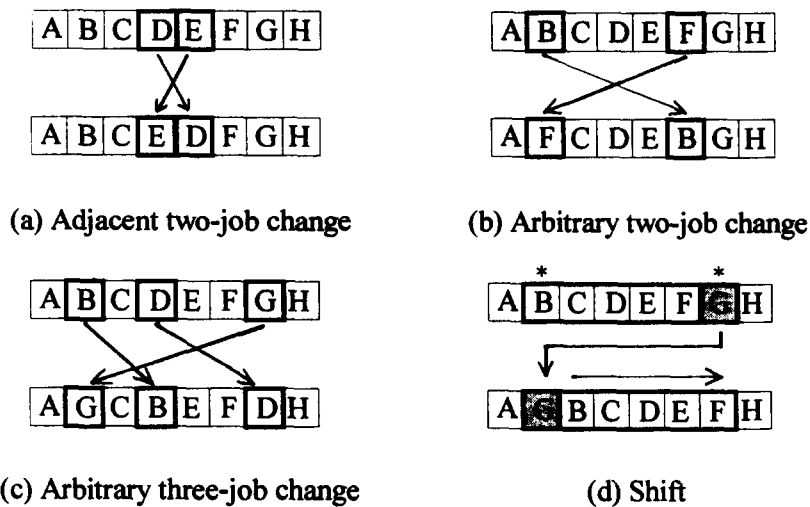 A B C D E F G H
A B C E D F G H
(a) Adjacent two-job change
A B C D E F G H
A F C D E B G H
(b) Arbitrary two-job change
A B C D E F G H
A G C B E F D H
(c) Arbitrary three-job change
* *
A B C D E F G H
A G B C D E F H
(d) Shift